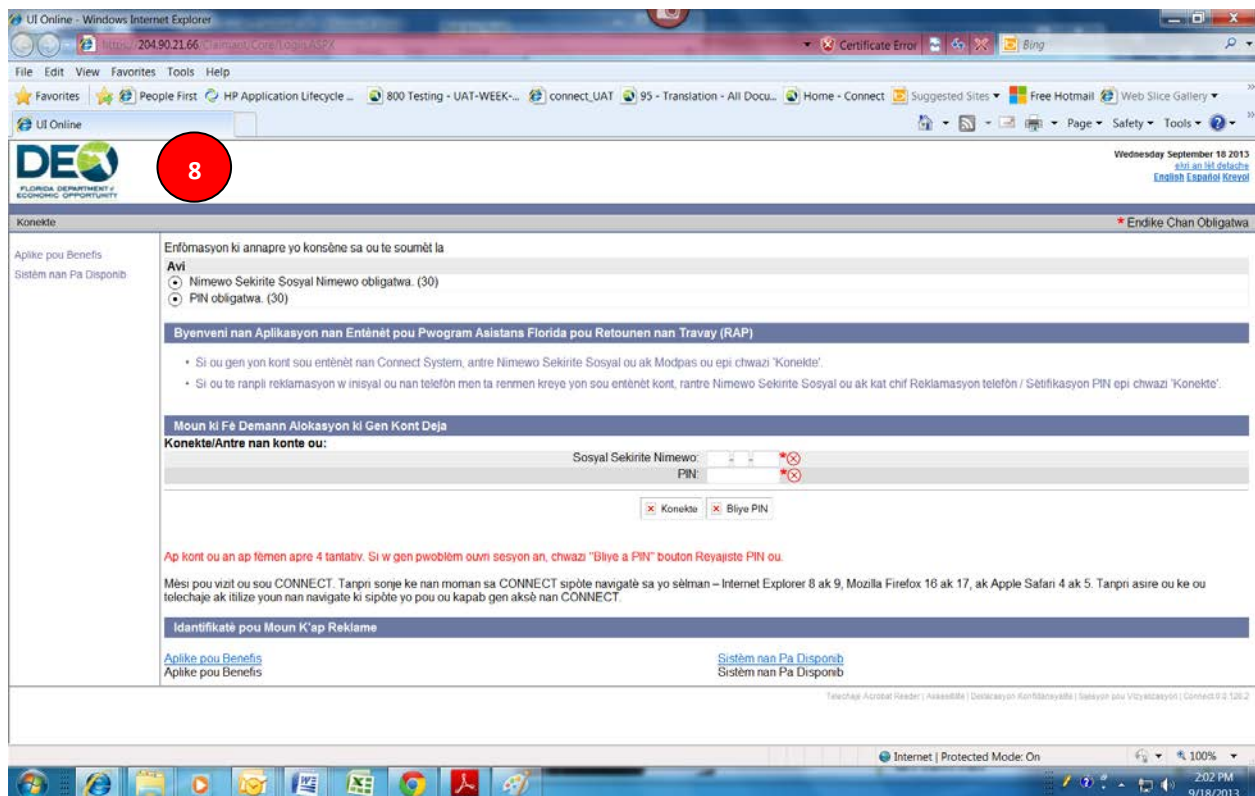 UI Online - Windows Internet Explorer
https://204.90.21.66/Claimant/Core/Login.ASPX
Certificate Error
Bing
File Edit View Favorites Tools Help
Favorites People First HP Application Lifecycle ... 800 Testing - UAT-WEEK-... connect_UAT 95 - Translation - All Docu... Home - Connect Suggested Sites Free Hotmail Web Slice Gallery
UI Online
Page Safety Tools
DEO
FLORIDA DEPARTMENT of
ECONOMIC OPPORTUNITY
8
Wednesday September 18 2013
English Español Kreyol
Konekte
* Endike Chan Obligatwa
Aplike pou Benefis
Sistèm nan Pa Disponib
Enfòmasyon ki annapre yo konsène sa ou te soumèt la
Avi
Nimewo Sekirite Sosyal Nimewo obligatwa. (30)
PIN obligatwa. (30)
Byenveni nan Aplikasyon nan Entènèt pou Pwogram Asistans Florida pou Retounen nan Travay (RAP)
• Si ou gen yon kont sou entènèt nan Connect System, antre Nimewo Sekirite Sosyal ou ak Modpas ou epi chwazi 'Konekte'.
• Si ou te ranpli reklamasyon w inisyal ou nan telefòn men ta renmen kreye yon sou entènèt kont, rantre Nimewo Sekirite Sosyal ou ak kat chif Reklamasyon telefòn / Sètifikasyon PIN epi chwazi 'Konekte'.
Moun ki Fè Demann Alokasyon ki Gen Kont Deja
Konekte/Antre nan konte ou:
Sosyal Sekirite Nimewo: - - *
PIN: *
Konekte Bliye PIN
Ap kont ou an ap fèmen apre 4 tantativ. Si w gen pwoblèm ouvri sesyon an, chwazi "Bliye a PIN" bouton Reyajiste PIN ou.
Mèsi pou vizit ou sou CONNECT. Tanpri sonje ke nan moman sa CONNECT sipòte navigatè sa yo sèlman – Internet Explorer 8 ak 9, Mozilla Firefox 16 ak 17, ak Apple Safari 4 ak 5. Tanpri asire ou ke ou
telechaje ak itilize youn nan navigate ki sipòte yo pou ou kapab gen aksè nan CONNECT.
Idantifikatè pou Moun K'ap Reklame
Aplike pou Benefis
Aplike pou Benefis
Sistèm nan Pa Disponib
Sistèm nan Pa Disponib
Telechaje Acrobat Reader
Internet | Protected Mode: On
100%
2:02 PM
9/18/2013